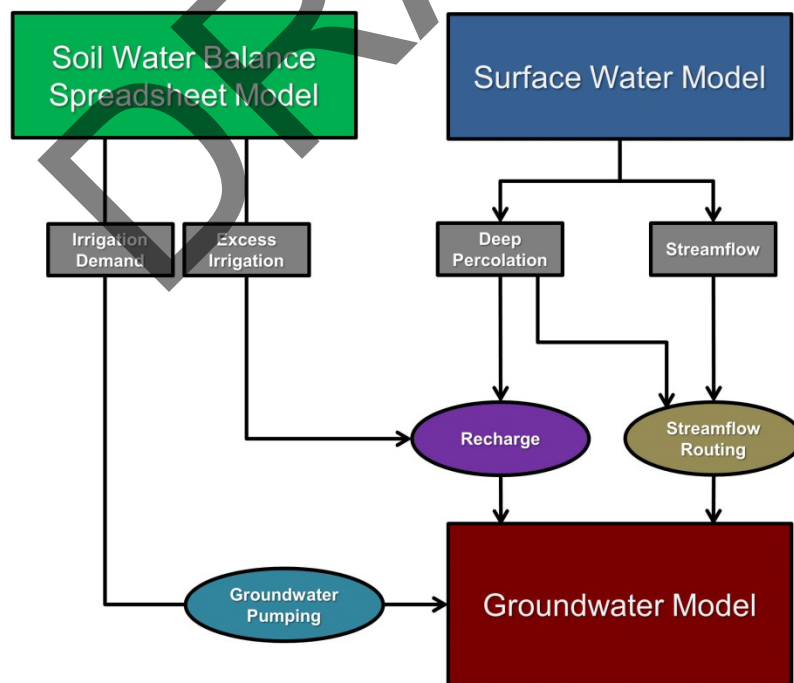 Soil Water Balance
Spreadsheet Model
Surface Water Model
Irrigation
Demand
Excess
Irrigation
Deep
Percolation
Streamflow
Recharge
Streamflow
Routing
Groundwater
Pumping
Groundwater Model